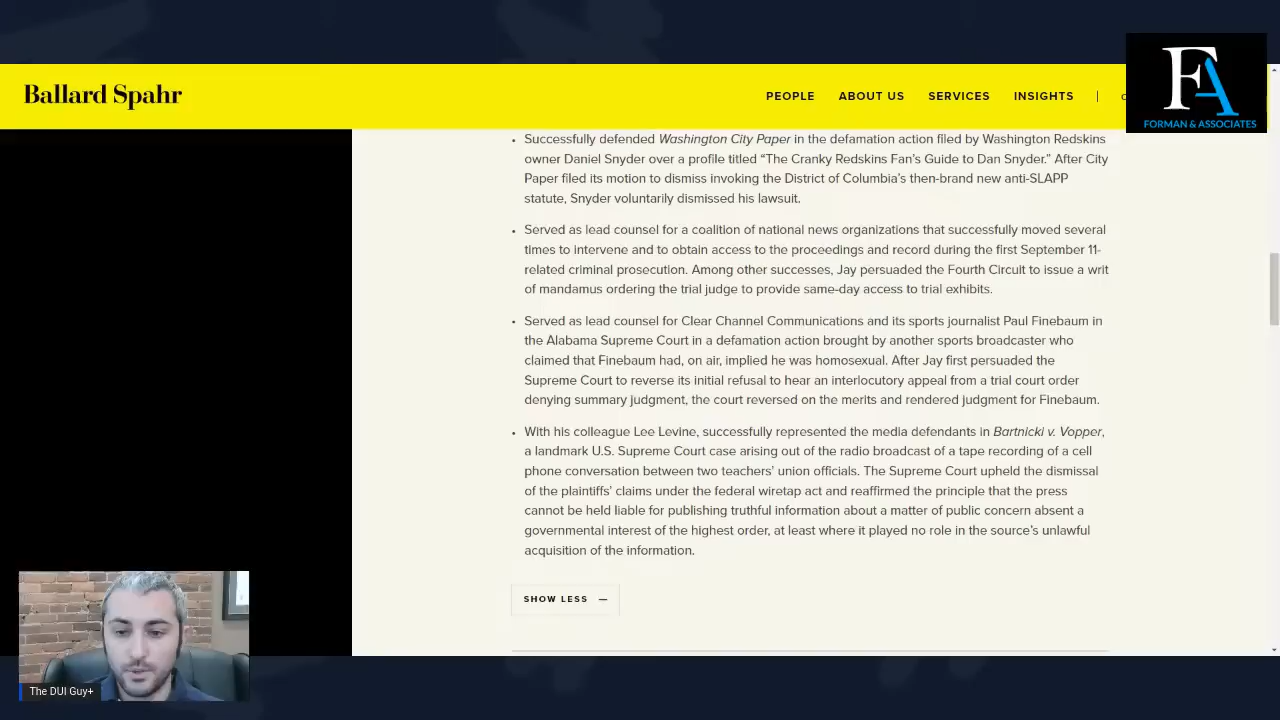 Ballard Spahr
PEOPLE ABOUT US SERVICES INSIGHTS |
FA
FORMAN & ASSOCIATES
• Successfully defended Washington City Paper in the defamation action filed by Washington Redskins
owner Daniel Snyder over a profile titled “The Cranky Redskins Fan’s Guide to Dan Snyder.” After City
Paper filed its motion to dismiss invoking the District of Columbia’s then-brand new anti-SLAPP
statute, Snyder voluntarily dismissed his lawsuit.
• Served as lead counsel for a coalition of national news organizations that successfully moved several
times to intervene and to obtain access to the proceedings and record during the first September 11-
related criminal prosecution. Among other successes, Jay persuaded the Fourth Circuit to issue a writ
of mandamus ordering the trial judge to provide same-day access to trial exhibits.
• Served as lead counsel for Clear Channel Communications and its sports journalist Paul Finebaum in
the Alabama Supreme Court in a defamation action brought by another sports broadcaster who
claimed that Finebaum had, on air, implied he was homosexual. After Jay first persuaded the
Supreme Court to reverse its initial refusal to hear an interlocutory appeal from a trial court order
denying summary judgment, the court reversed on the merits and rendered judgment for Finebaum.
• With his colleague Lee Levine, successfully represented the media defendants in Bartnicki v. Vopper,
a landmark U.S. Supreme Court case arising out of the radio broadcast of a tape recording of a cell
phone conversation between two teachers’ union officials. The Supreme Court upheld the dismissal
of the plaintiffs’ claims under the federal wiretap act and reaffirmed the principle that the press
cannot be held liable for publishing truthful information about a matter of public concern absent a
governmental interest of the highest order, at least where it played no role in the source’s unlawful
acquisition of the information.
SHOW LESS —
The DUI Guy+